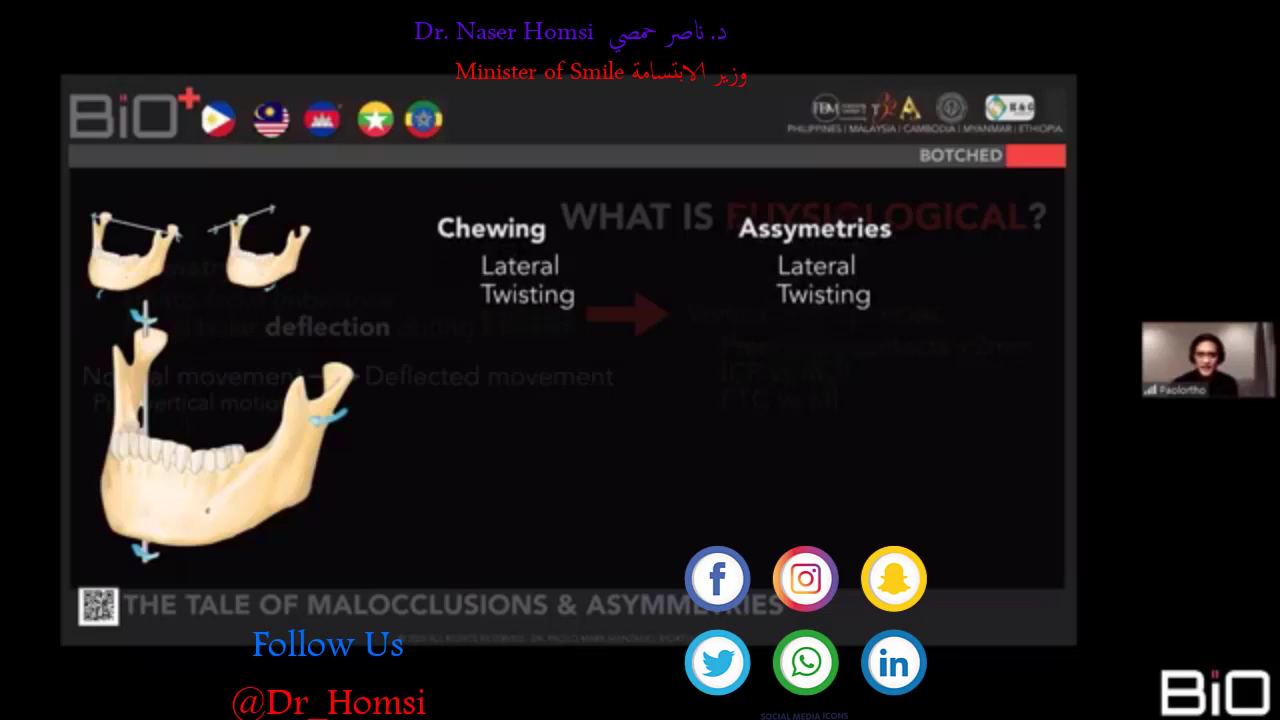 Dr. Naser Homsi د. ناصر حمصي
Minister of Smile وزير الابتسامة
BiO+
K&G
PHILIPPINES | MALAYSIA | CAMBODIA | MYANMAR | ETHIOPIA
BOTCHED
WHAT IS PHYSIOLOGICAL?
Chewing
Lateral
Twisting
Assymetries
Lateral
Twisting
deflection
Normal movement
Deflected movement
Paolortho
THE TALE OF MALOCCLUSIONS & ASYMMETRIES
Follow Us
@Dr_Homsi
SOCIAL MEDIA ICONS
BiO